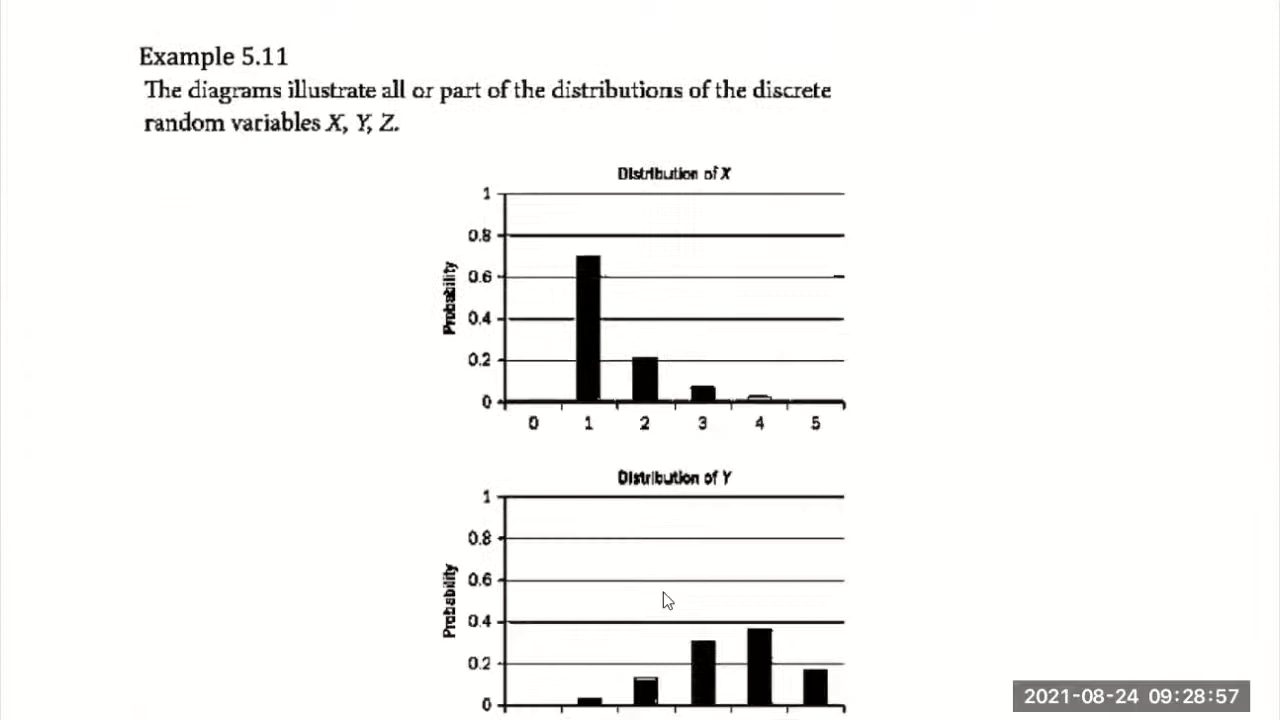 Example 5.11
The diagrams illustrate all or part of the distributions of the discrete
random variables X, Y, Z.
Distribution of X
Probability
1
0.8
0.6
0.4
0.2
0
0 1 2 3 4 5
Distribution of Y
Probability
1
0.8
0.6
0.4
0.2
0
2021-08-24 09:28:57